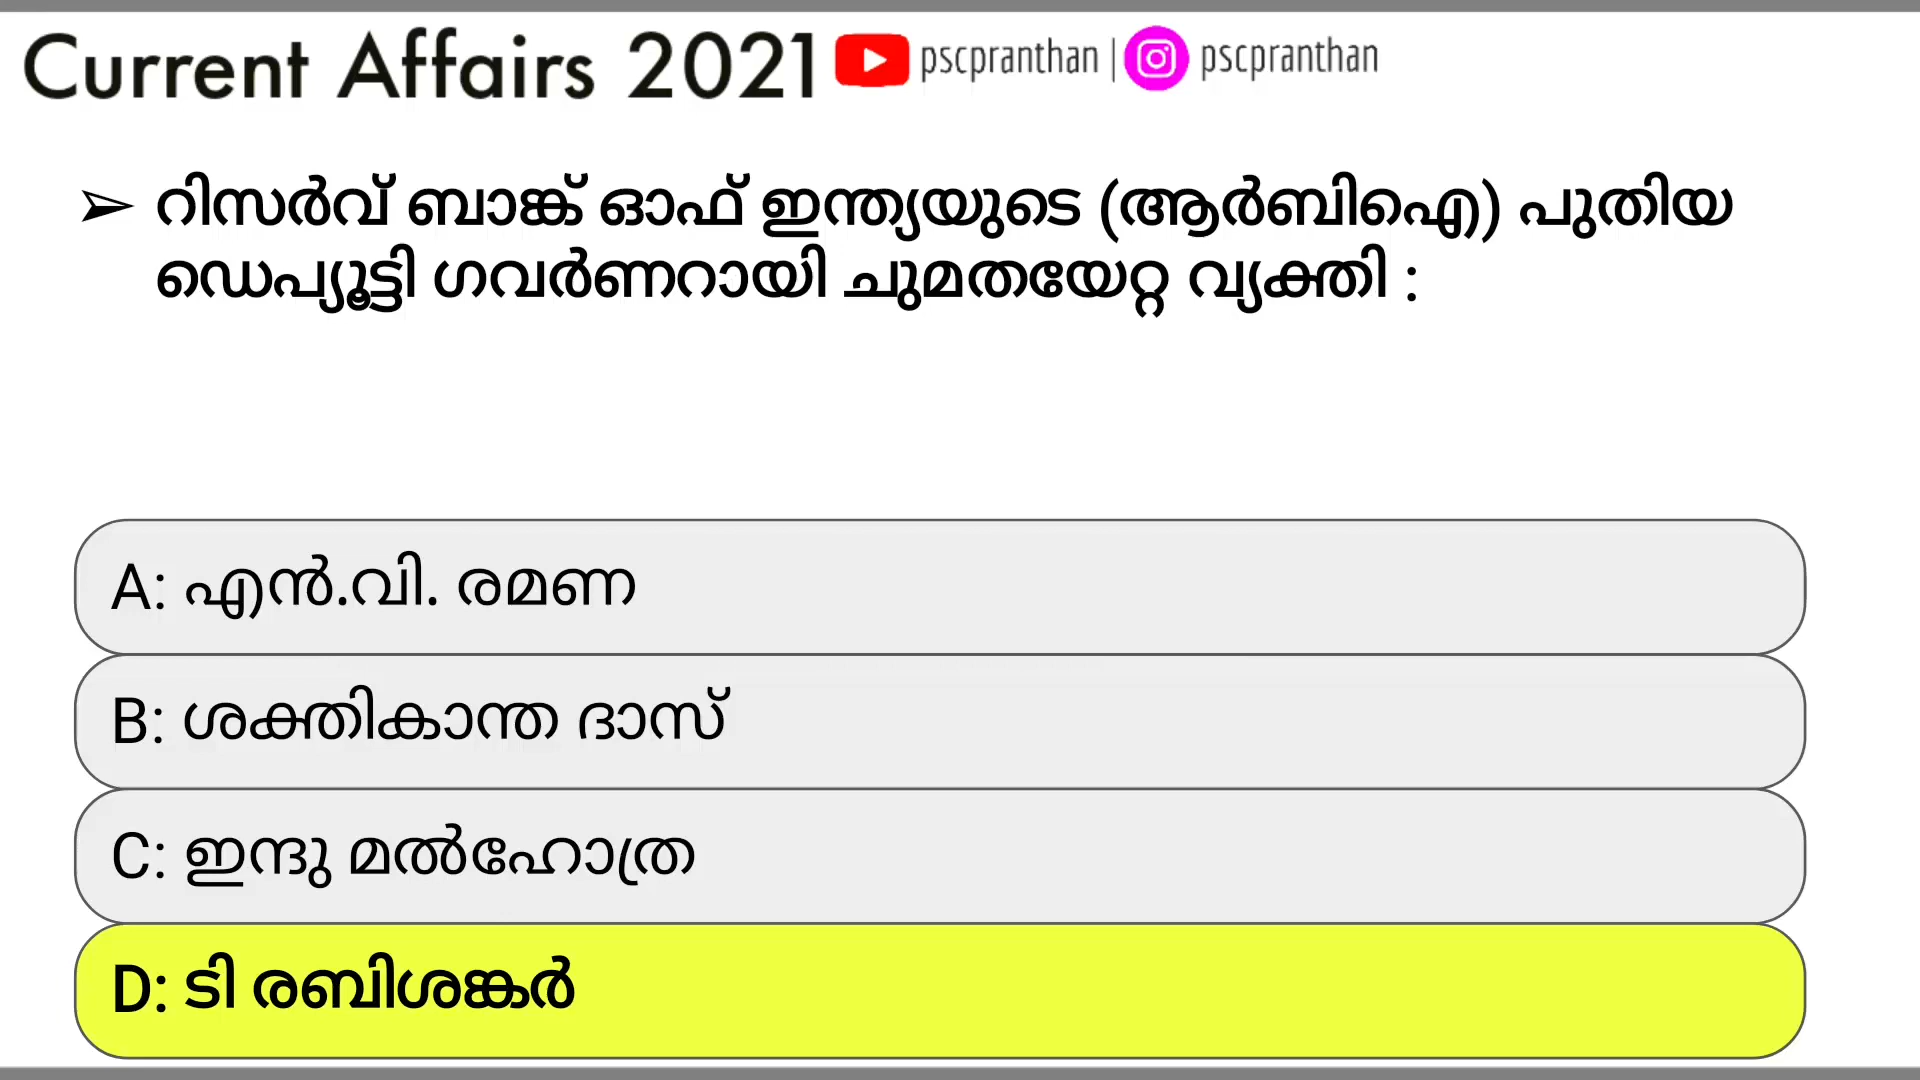 Current Affairs 2021 pscpranthan | pscpranthan
➢ റിസർവ് ബാങ്ക് ഓഫ് ഇന്ത്യയുടെ (ആർബിഐ) പുതിയ
ഡെപ്യൂട്ടി ഗവർണറായി ചുമതയേറ്റ വ്യക്തി :
A: എൻ.വി. രമണ
B: ശക്തികാന്ത ദാസ്
C: ഇന്ദു മൽഹോത്ര
D: ടി രബിശങ്കർ